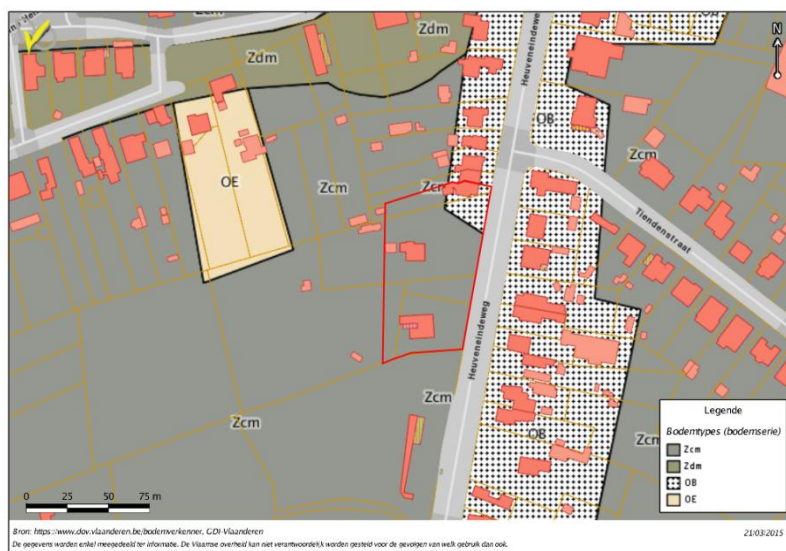 Zdm
Zdm
Zcm
OB
N
OE
Zcm
OB
Zcm
Zcm
Heuveneindeweg
Tiendenstraat
Heuveneindeweg
Zcm
Zcm
OB
Zcm
Legende
Bodemtypes (bodemserie)
Zcm
Zdm
OB
OE
0 25 50 75 m
Bron: https://www.dov.vlaanderen.be/bodemverkenner, GDI-Vlaanderen
21/03/2015
De gegevens worden enkel meegedeeld ter informatie. De Vlaamse overheid kan niet verantwoordelijk worden gesteld voor de gevolgen van welk gebruik dan ook.